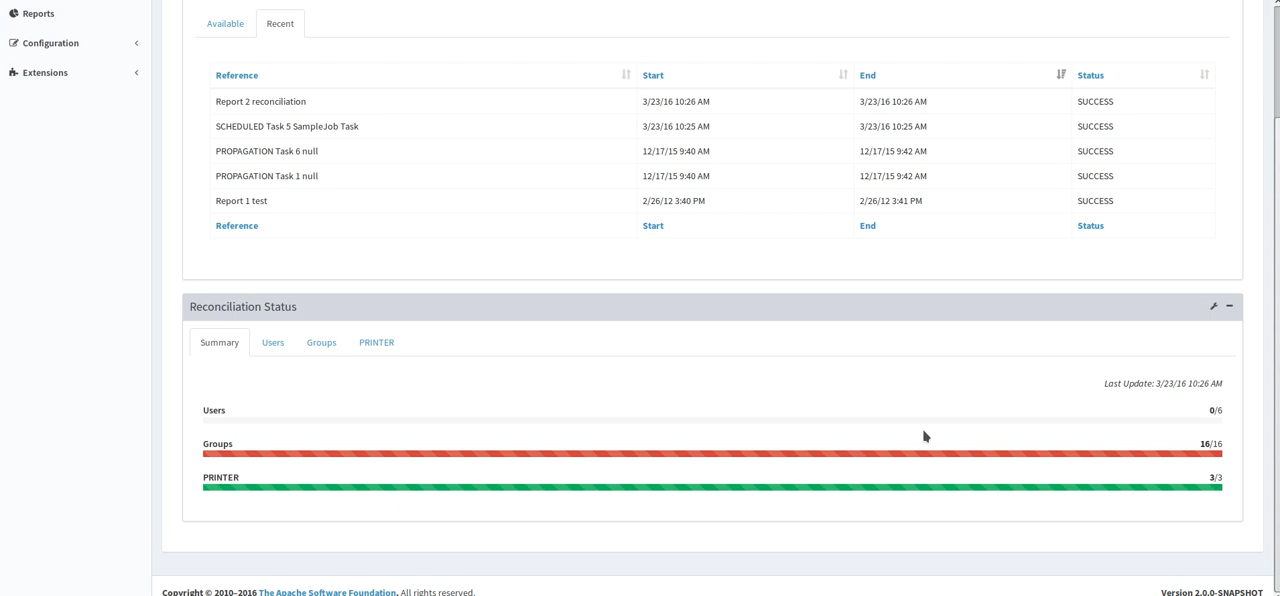 Reports
Configuration
Extensions
Available Recent
Reference Start End Status
Report 2 reconciliation 3/23/16 10:26 AM 3/23/16 10:26 AM SUCCESS
SCHEDULED Task 5 SampleJob Task 3/23/16 10:25 AM 3/23/16 10:25 AM SUCCESS
PROPAGATION Task 6 null 12/17/15 9:40 AM 12/17/15 9:42 AM SUCCESS
PROPAGATION Task 1 null 12/17/15 9:40 AM 12/17/15 9:42 AM SUCCESS
Report 1 test 2/26/12 3:40 PM 2/26/12 3:41 PM SUCCESS
Reference Start End Status
Reconciliation Status
Summary Users Groups PRINTER
Last Update: 3/23/16 10:26 AM
Users 0/6
Groups 16/16
PRINTER 3/3
Copyright © 2010–2016 The Apache Software Foundation. All rights reserved. Version 2.0.0-SNAPSHOT